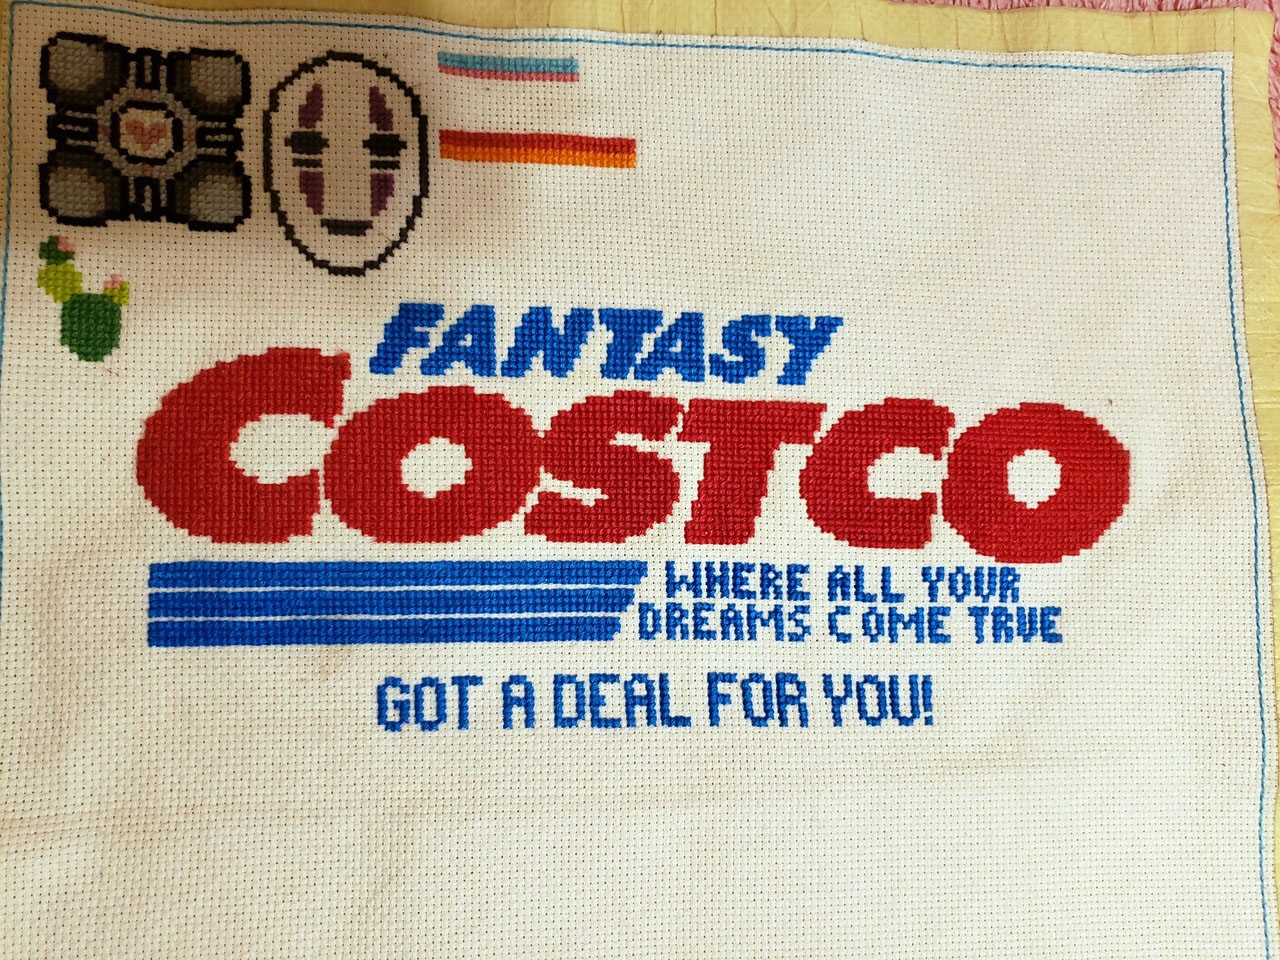 FANTASY
COSTCO
WHERE ALL YOUR
DREAMS COME TRUE
GOT A DEAL FOR YOU!